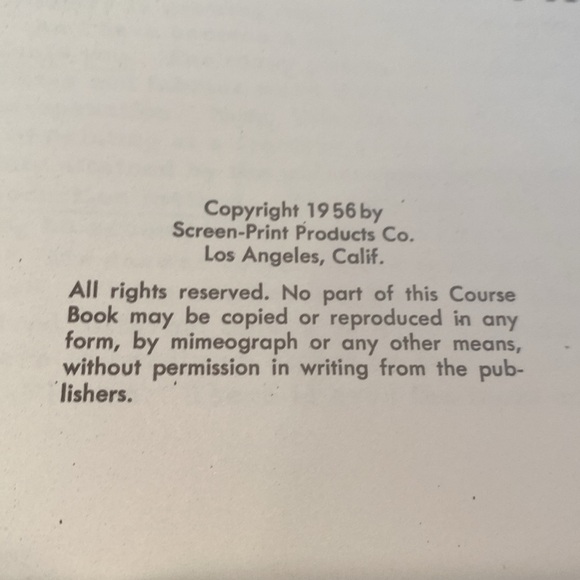 Copyright 1956 by
Screen-Print Products Co.
Los Angeles, Calif.
All rights reserved. No part of this Course
Book may be copied or reproduced in any
form, by mimeograph or any other means,
without permission in writing from the pub-
lishers.